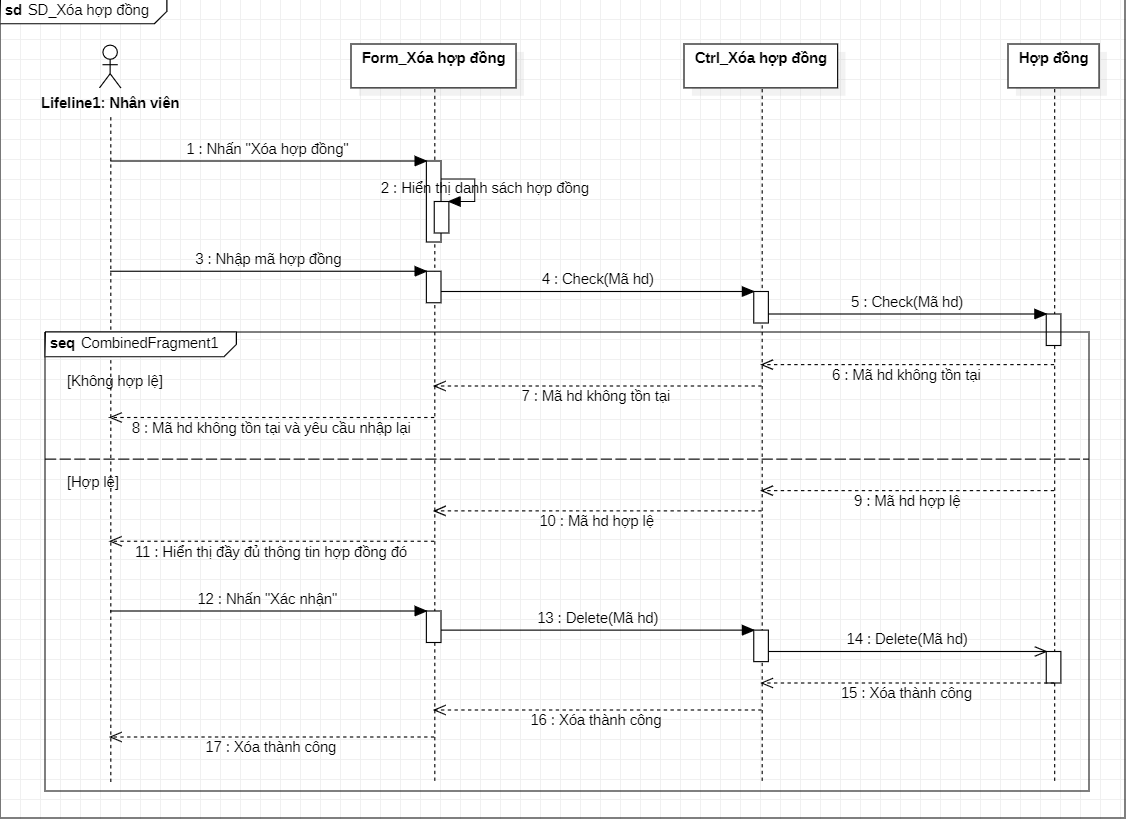 sd SD_Xóa hợp đồng
Form_Xóa hợp đồng
Ctrl_Xóa hợp đồng
Hợp đồng
Lifeline1: Nhân viên
1 : Nhấn "Xóa hợp đồng"
2 : Hiển thị danh sách hợp đồng
3 : Nhập mã hợp đồng
4 : Check(Mã hd)
5 : Check(Mã hd)
seq CombinedFragment1
[Không hợp lệ]
6 : Mã hd không tồn tại
7 : Mã hd không tồn tại
8 : Mã hd không tồn tại và yêu cầu nhập lại
[Hợp lệ]
9 : Mã hd hợp lệ
10 : Mã hd hợp lệ
11 : Hiển thị đầy đủ thông tin hợp đồng đó
12 : Nhấn "Xác nhận"
13 : Delete(Mã hd)
14 : Delete(Mã hd)
15 : Xóa thành công
16 : Xóa thành công
17 : Xóa thành công